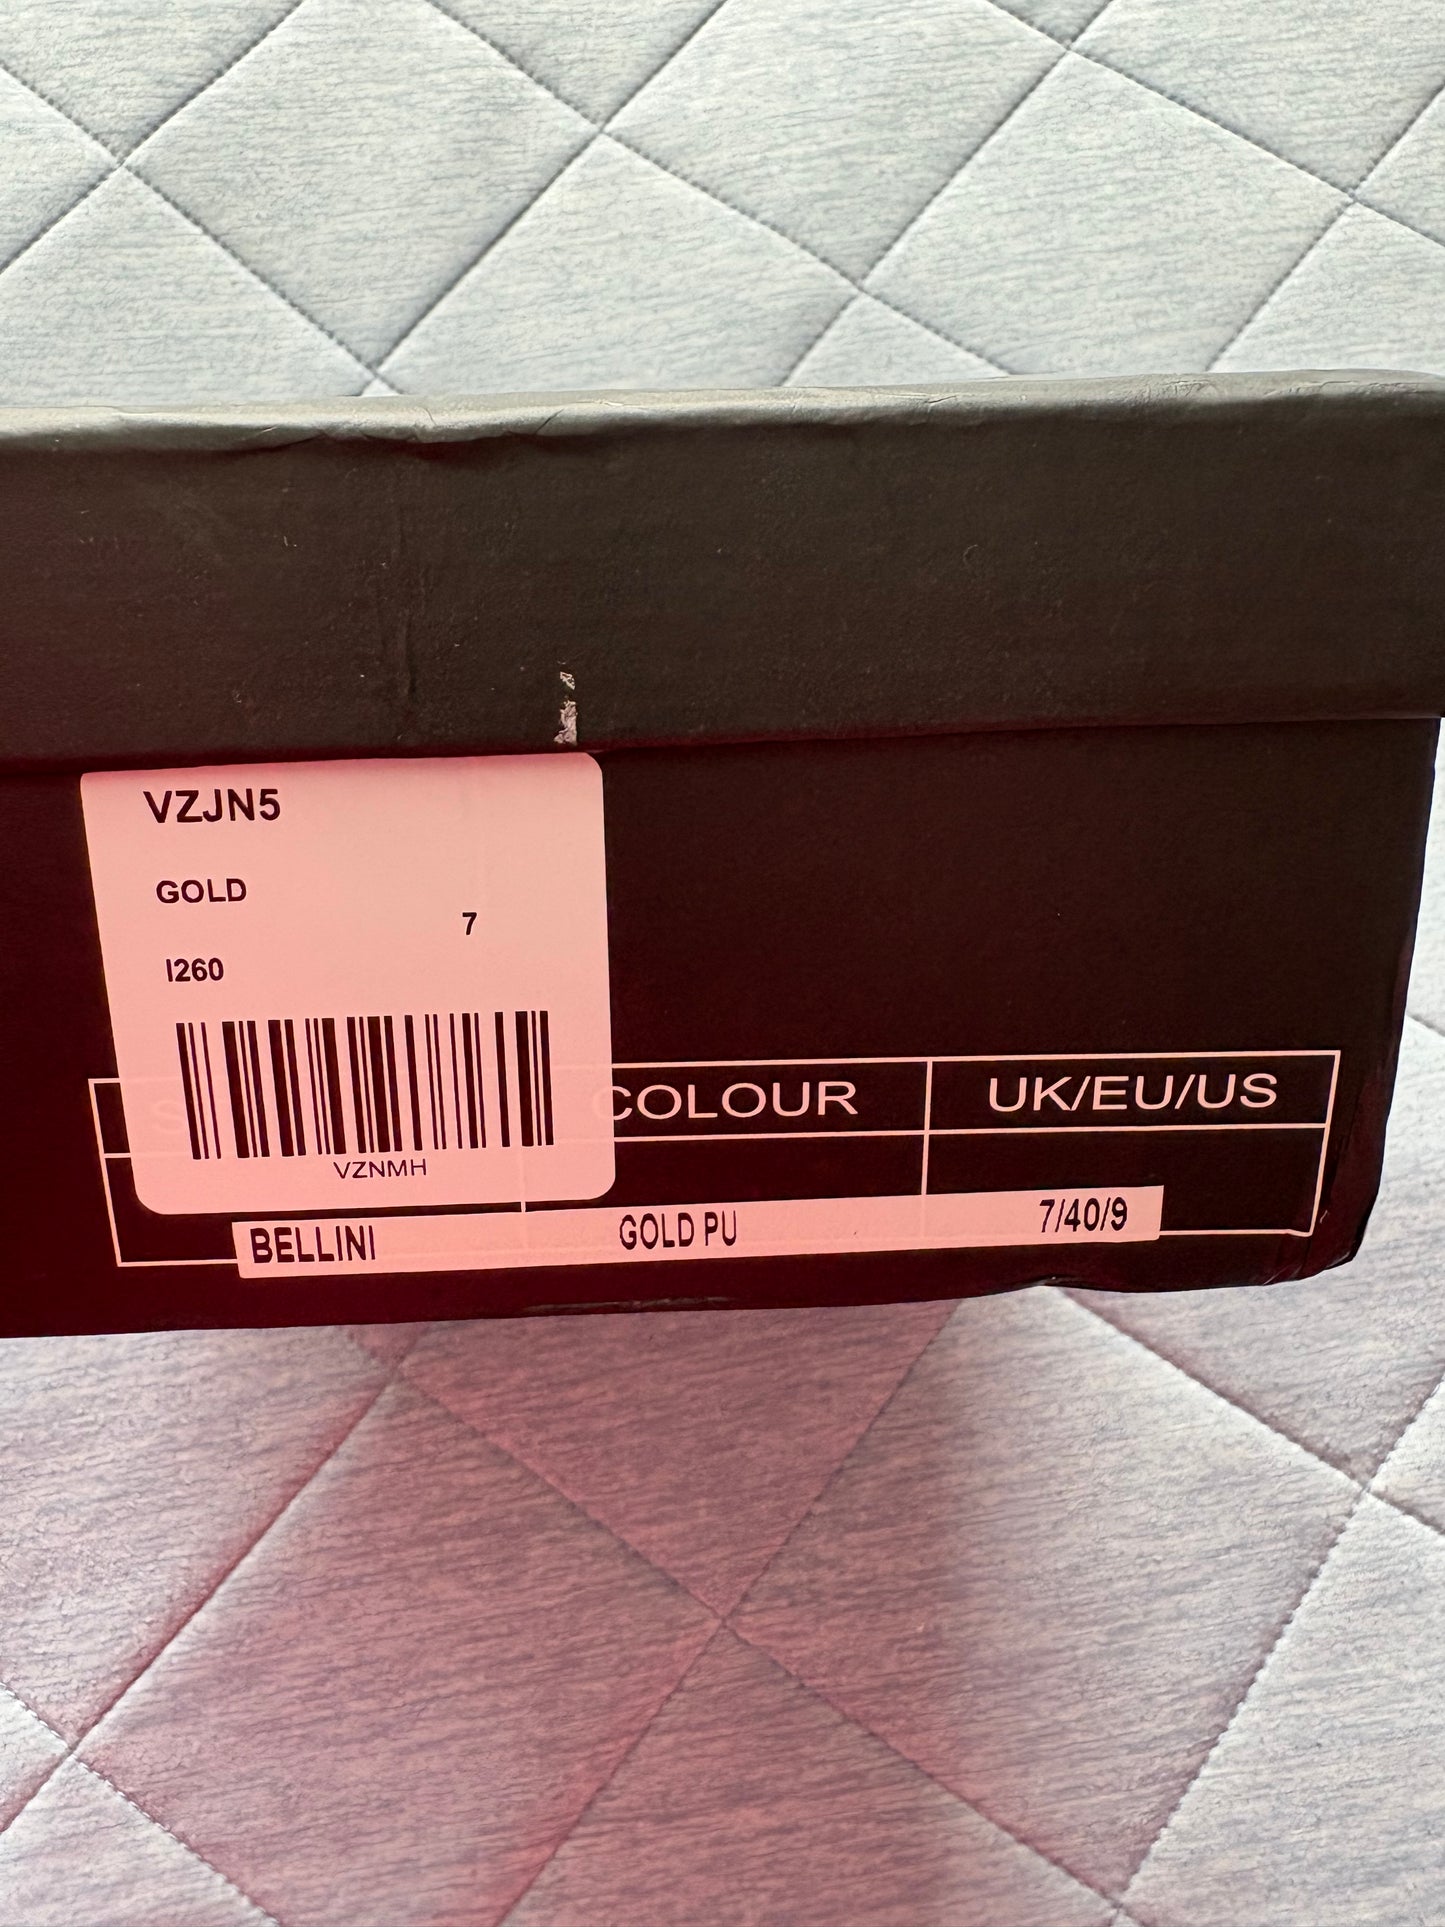 VZJN5
GOLD
7
I260
VZNMH
COLOUR UK/EU/US
BELLINI GOLD PU 7/40/9